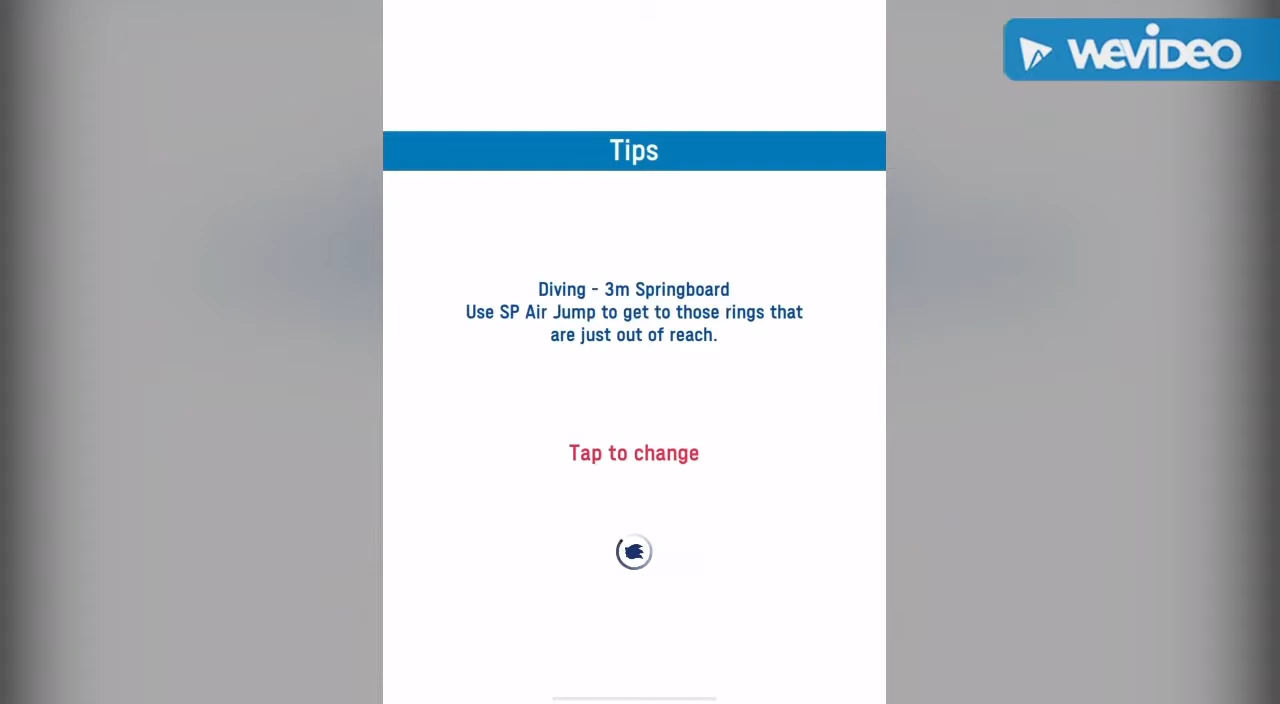 WEVIDEO
Tips
Diving - 3m Springboard
Use SP Air Jump to get to those rings that
are just out of reach.
Tap to change